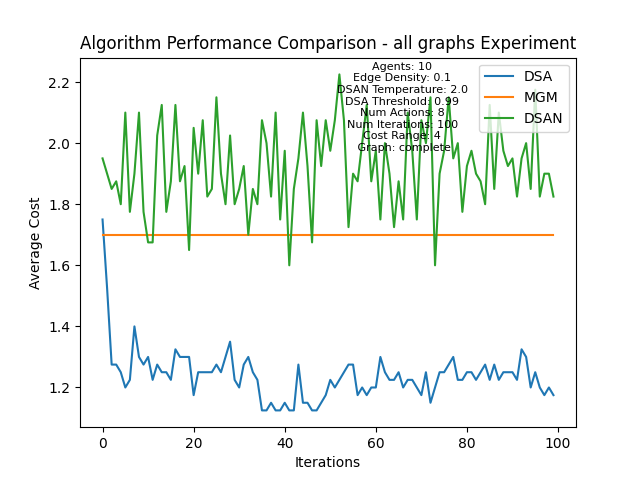 Algorithm Performance Comparison - all graphs Experiment
Agents: 10
Edge Density: 0.1
DSAN Temperature: 2.0
DSA Threshold: 0.99
Num Actions: 8
Num Iterations: 100
Cost Range: 4
Graph: complete
DSA
MGM
DSAN
Average Cost
2.2
2.0
1.8
1.6
1.4
1.2
0
20
40
60
80
100
Iterations